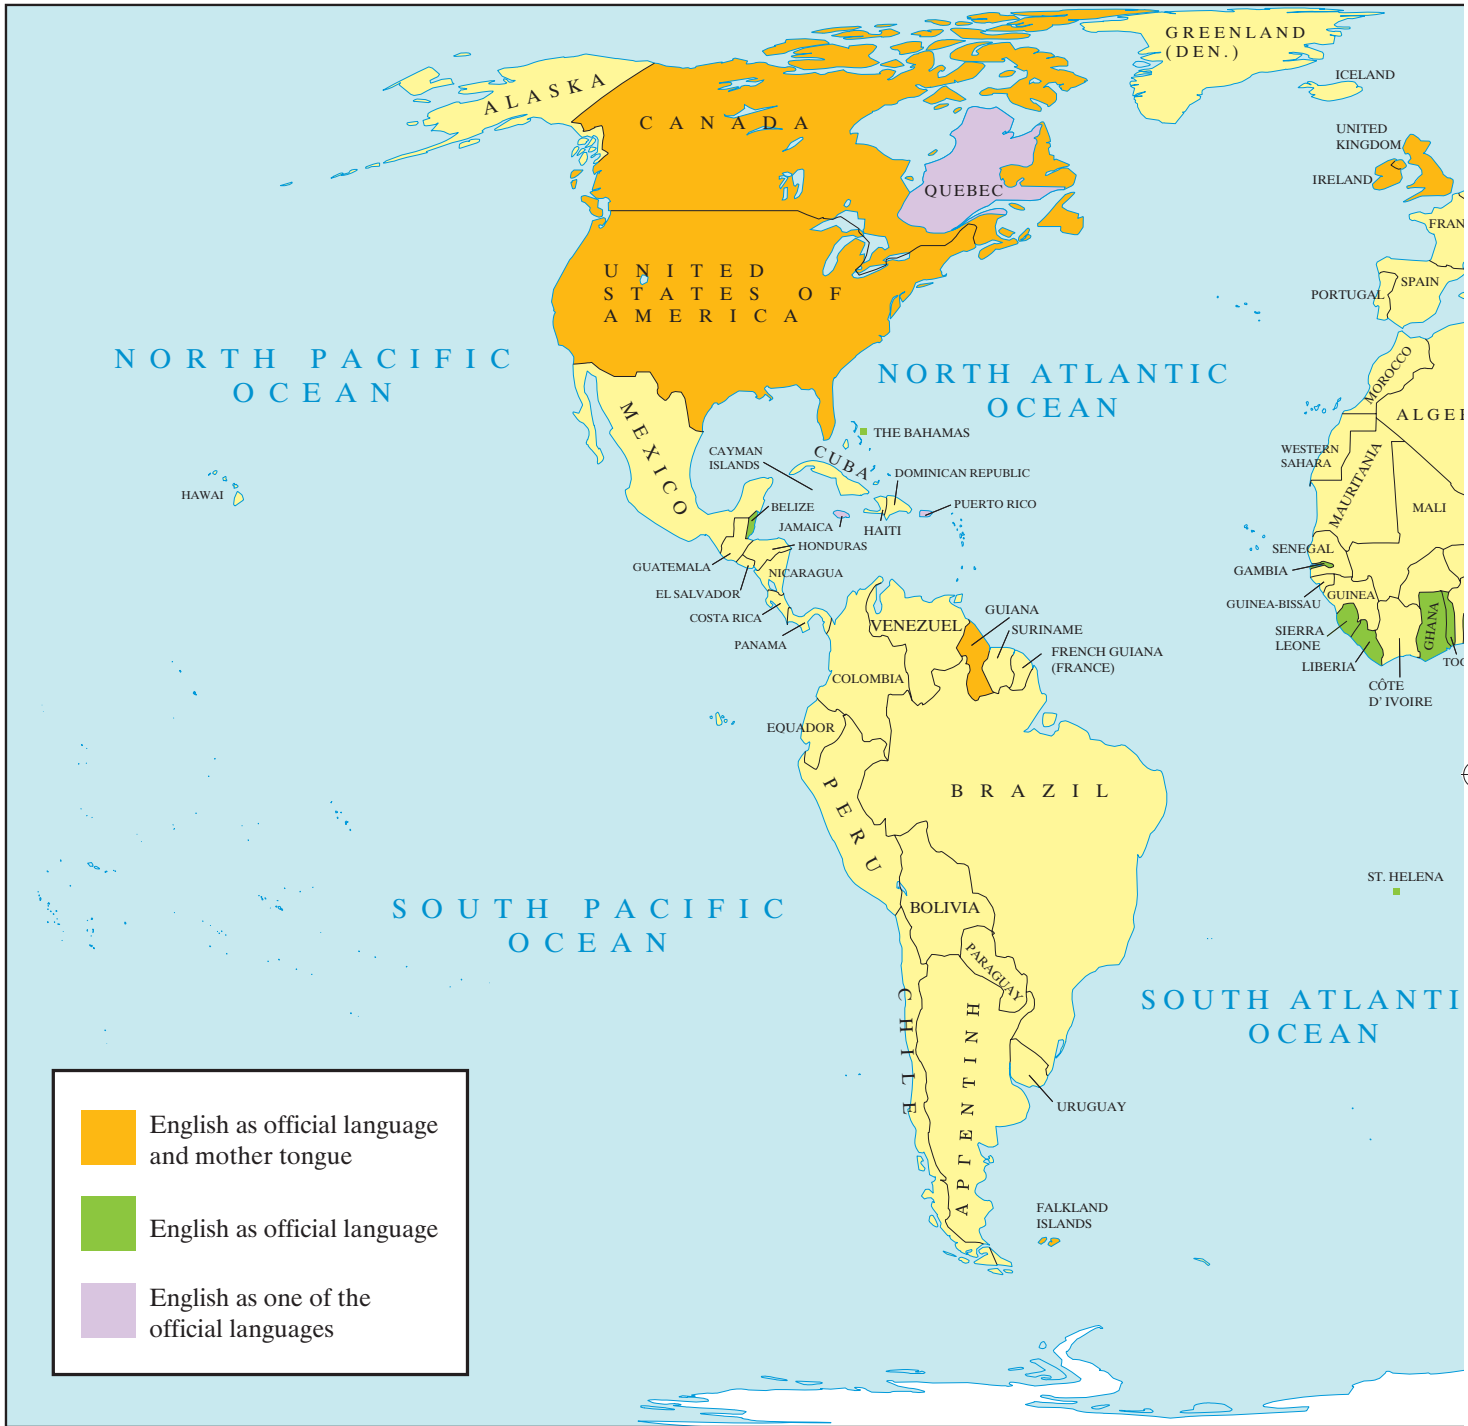 GREENLAND
(DEN.)
ICELAND
ALASKA
CANADA
QUEBEC
UNITED
KINGDOM
IRELAND
FRAN
UNITED
STATES OF
AMERICA
SPAIN
PORTUGAL
NORTH PACIFIC
OCEAN
NORTH ATLANTIC
OCEAN
MOROCCO
ALGER
MEXICO
THE BAHAMAS
CAYMAN
ISLANDS
CUBA
DOMINICAN REPUBLIC
WESTERN
SAHARA
MAURITANIA
HAWAI
BELIZE
PUERTO RICO
MALI
JAMAICA
HAITI
HONDURAS
SENEGAL
GUATEMALA
NICARAGUA
GAMBIA
EL SALVADOR
GUINEA
GUINEA-BISSAU
COSTA RICA
GUIANA
PANAMA
VENEZUEL
SURINAME
SIERRA
LEONE
GHANA
FRENCH GUIANA
(FRANCE)
LIBERIA
TOG
COLOMBIA
CÔTE
D' IVOIRE
EQUADOR
PERU
BRAZIL
ST. HELENA
SOUTH PACIFIC
OCEAN
BOLIVIA
PARAGUAY
SOUTH ATLANTI
OCEAN
CHILE
АРГЕNTINH
URUGUAY
FALKLAND
ISLANDS
English as official language
and mother tongue
English as official language
English as one of the
official languages